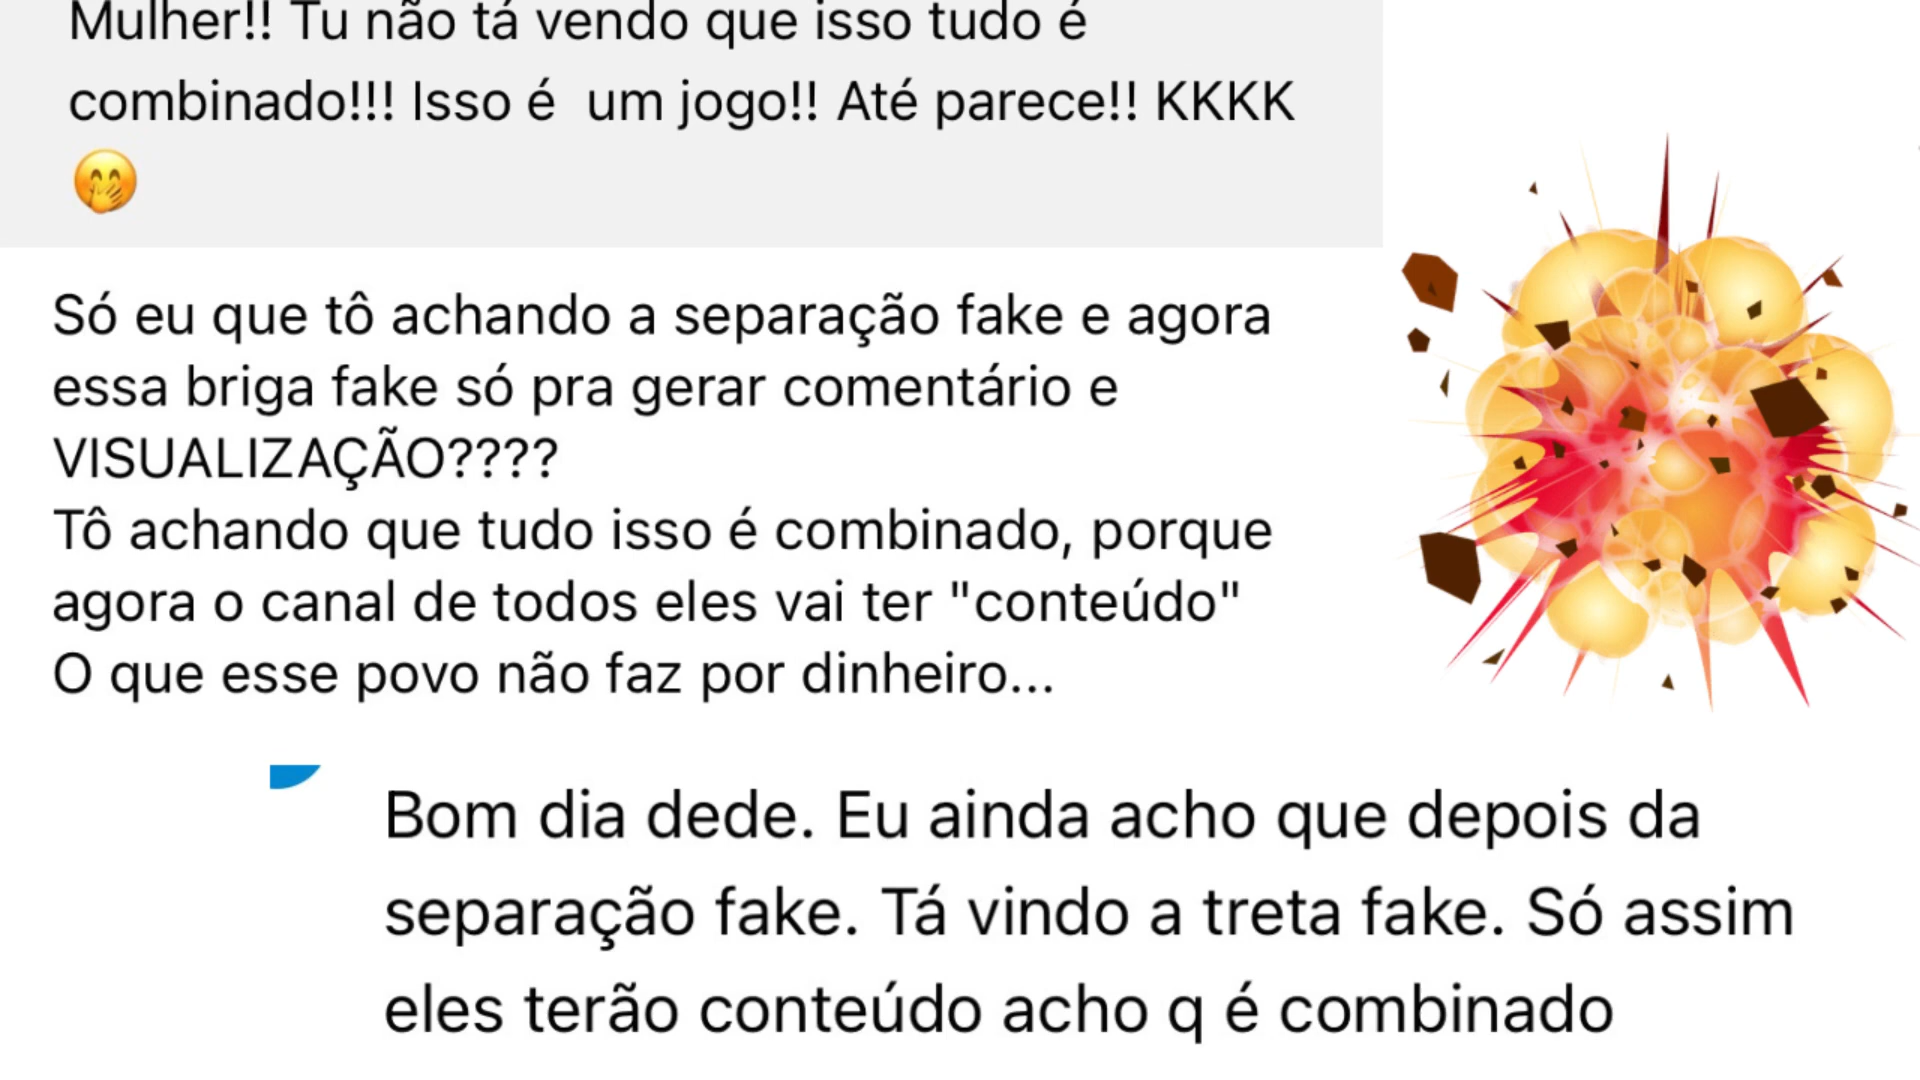 Mulher!! Tu não tá vendo que isso tudo é
combinado!!! Isso é  um jogo!! Até parece!! KKKK
🤭
Só eu que tô achando a separação fake e agora
essa briga fake só pra gerar comentário e
VISUALIZAÇÃO????
Tô achando que tudo isso é combinado, porque
agora o canal de todos eles vai ter "conteúdo"
O que esse povo não faz por dinheiro...
Bom dia dede. Eu ainda acho que depois da
separação fake. Tá vindo a treta fake. Só assim
eles terão conteúdo acho q é combinado